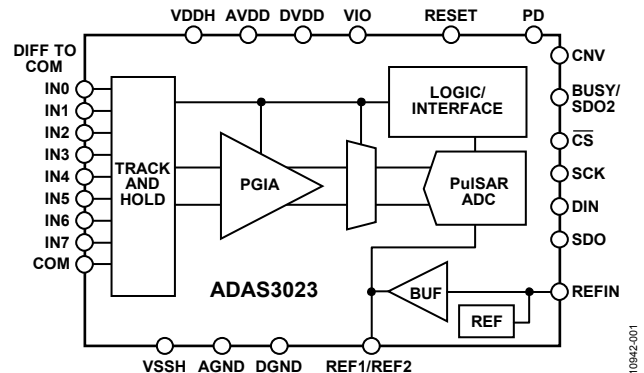 VDDH AVDD DVDD VIO RESET PD
DIFF TO
COM
IN0
IN1
IN2
IN3
IN4
IN5
IN6
IN7
COM
TRACK
AND
HOLD
PGIA
LOGIC/
INTERFACE
PulSAR
ADC
BUF
REF
ADAS3023
CNV
BUSY/
SDO2
CS
SCK
DIN
SDO
REFIN
VSSH AGND DGND REF1/REF2
10942-001